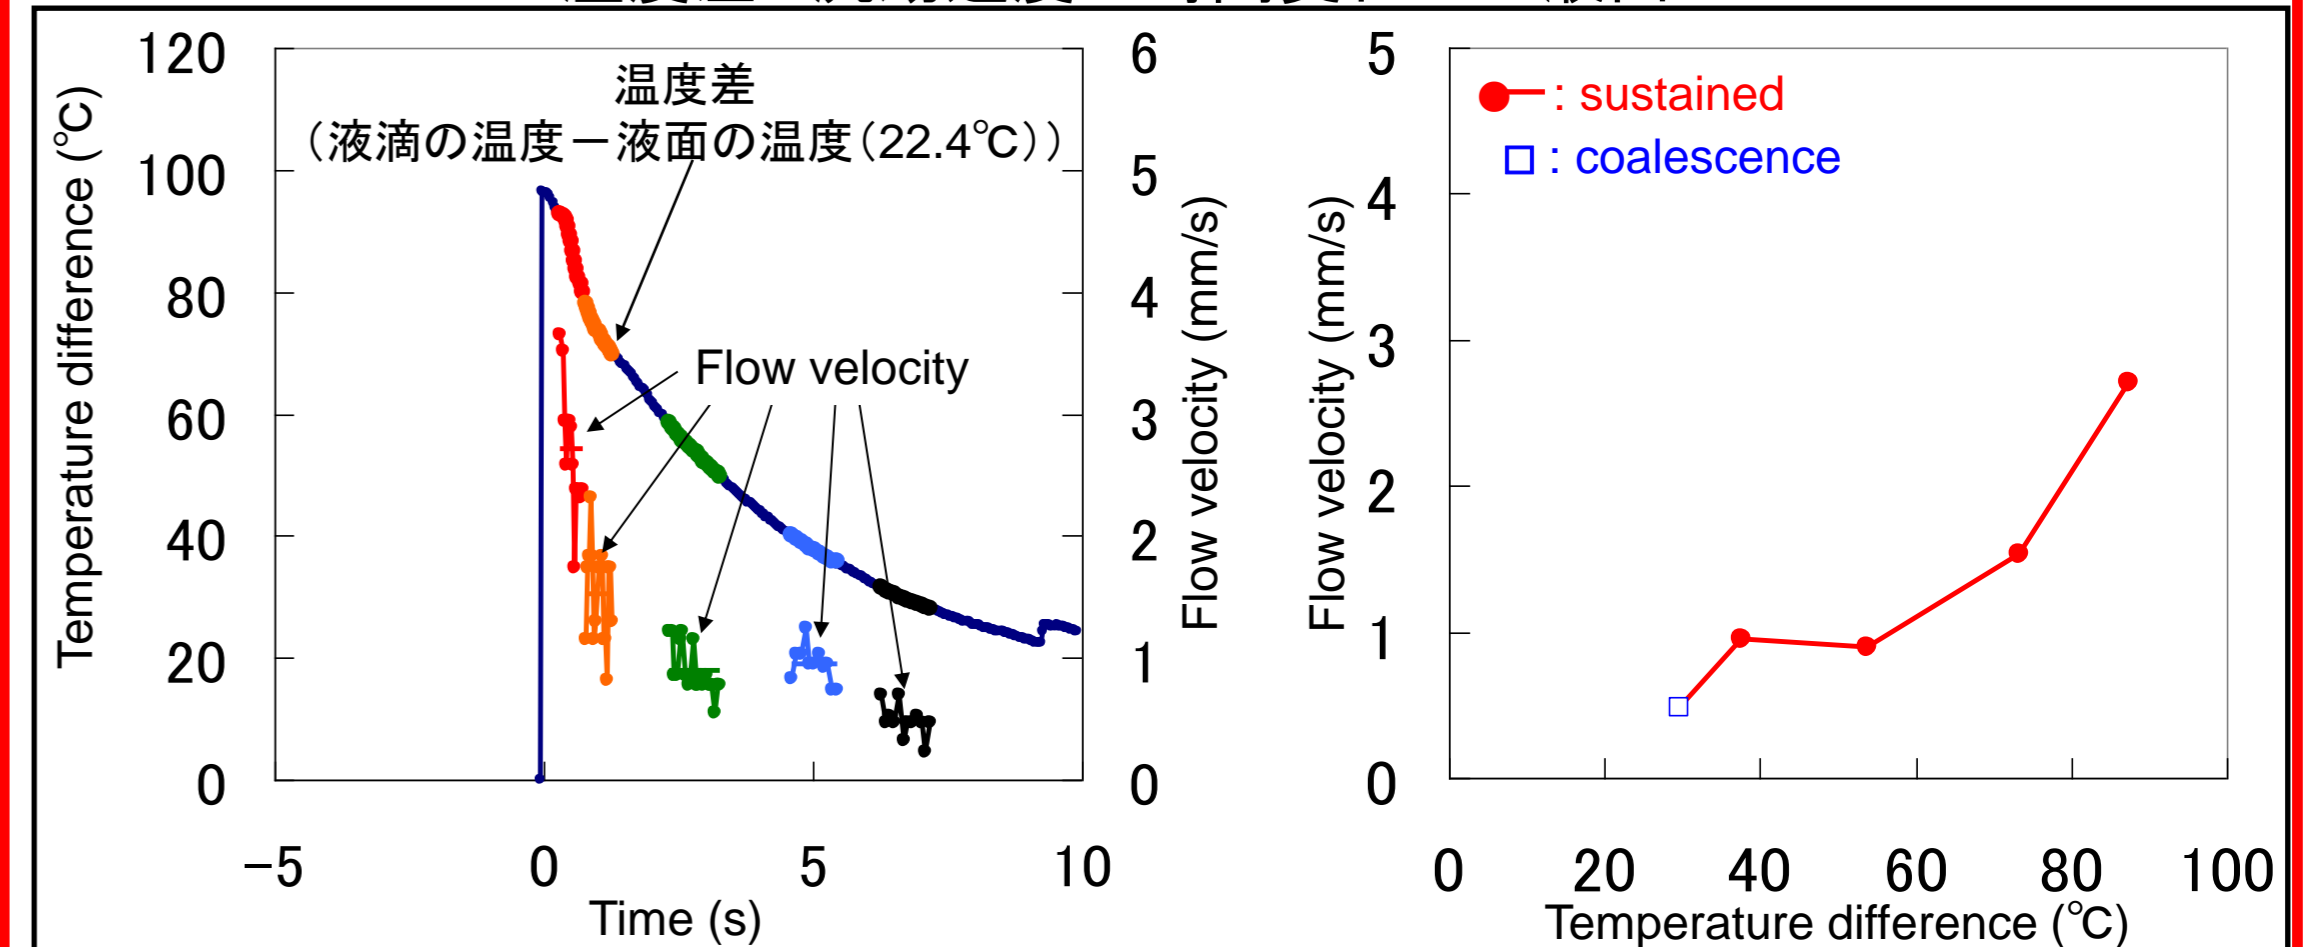 120
100
80
60
40
20
0
Temperature difference (℃)
温度差
（液滴の温度－液面の温度(22.4℃)）
Flow velocity
6
5
4
3
2
1
0
Flow velocity (mm/s)
−5 0 5 10
Time (s)
5
4
3
2
1
0
Flow velocity (mm/s)
: sustained
: coalescence
0 20 40 60 80 100
Temperature difference (℃)